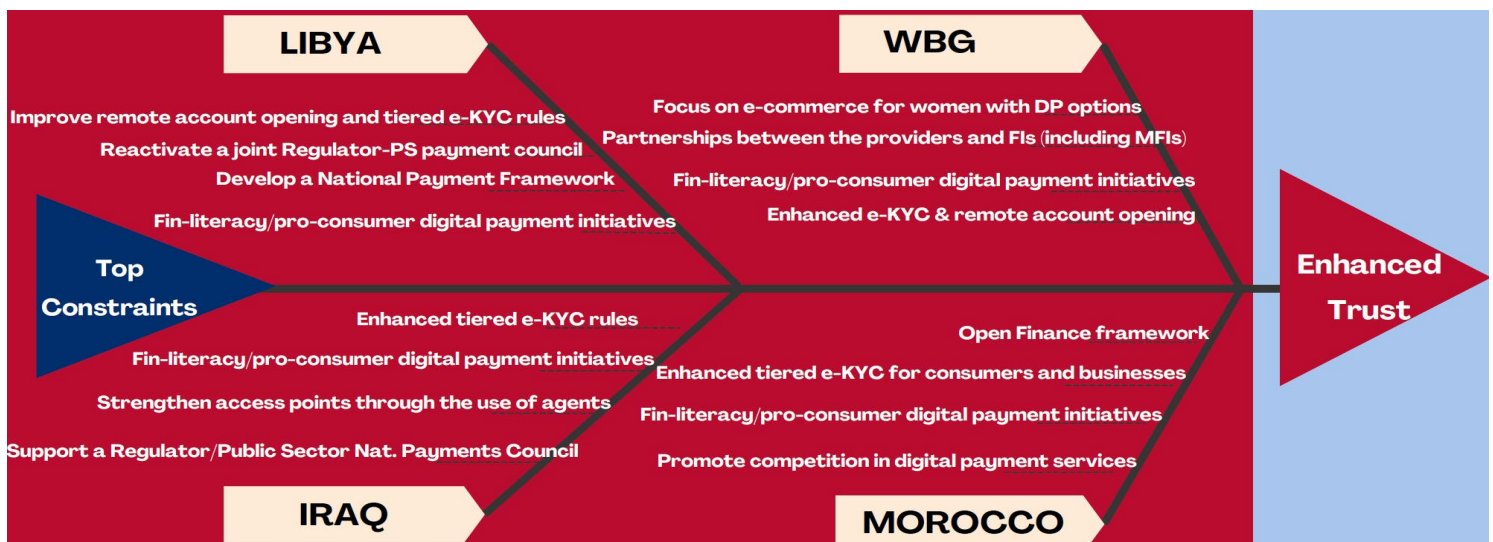 LIBYA
Improve remote account opening and tiered e-KYC rules
Reactivate a joint Regulator-PS payment council
Develop a National Payment Framework
Fin-literacy/pro-consumer digital payment initiatives
WBG
Focus on e-commerce for women with DP options
Partnerships between the providers and FIs (including MFIs)
Fin-literacy/pro-consumer digital payment initiatives
Enhanced e-KYC & remote account opening
Top
Constraints
Enhanced
Trust
Enhanced tiered e-KYC rules
Fin-literacy/pro-consumer digital payment initiatives
Strengthen access points through the use of agents
Support a Regulator/Public Sector Nat. Payments Council
IRAQ
Open Finance framework
Enhanced tiered e-KYC for consumers and businesses
Fin-literacy/pro-consumer digital payment initiatives
Promote competition in digital payment services
MOROCCO